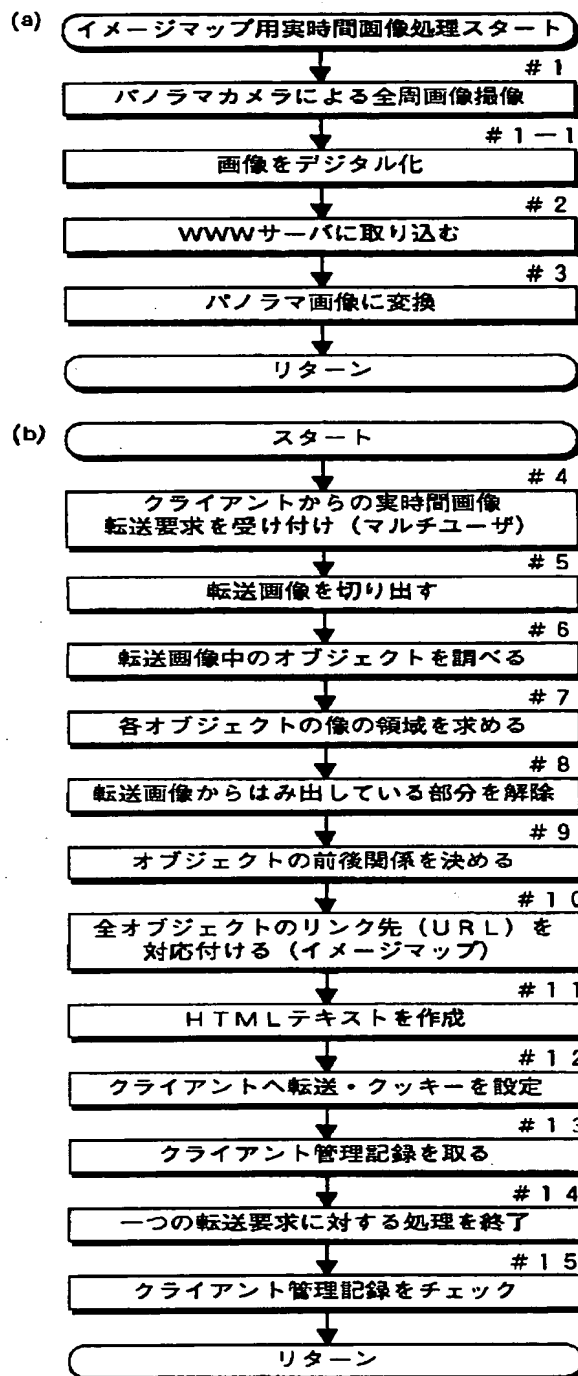 (a)
イメージマップ用実時間画像処理スタート
#1
パノラマカメラによる全周画像撮像
#1－1
画像をデジタル化
#2
WWWサーバに取り込む
#3
パノラマ画像に変換
リターン
(b)
スタート
#4
クライアントからの実時間画像
転送要求を受け付け（マルチユーザ）
#5
転送画像を切り出す
#6
転送画像中のオブジェクトを調べる
#7
各オブジェクトの像の領域を求める
#8
転送画像からはみ出している部分を解除
#9
オブジェクトの前後関係を決める
#10
全オブジェクトのリンク先（URL）を
対応付ける（イメージマップ）
#11
HTMLテキストを作成
#12
クライアントへ転送・クッキーを設定
#13
クライアント管理記録を取る
#14
一つの転送要求に対する処理を終了
#15
クライアント管理記録をチェック
リターン